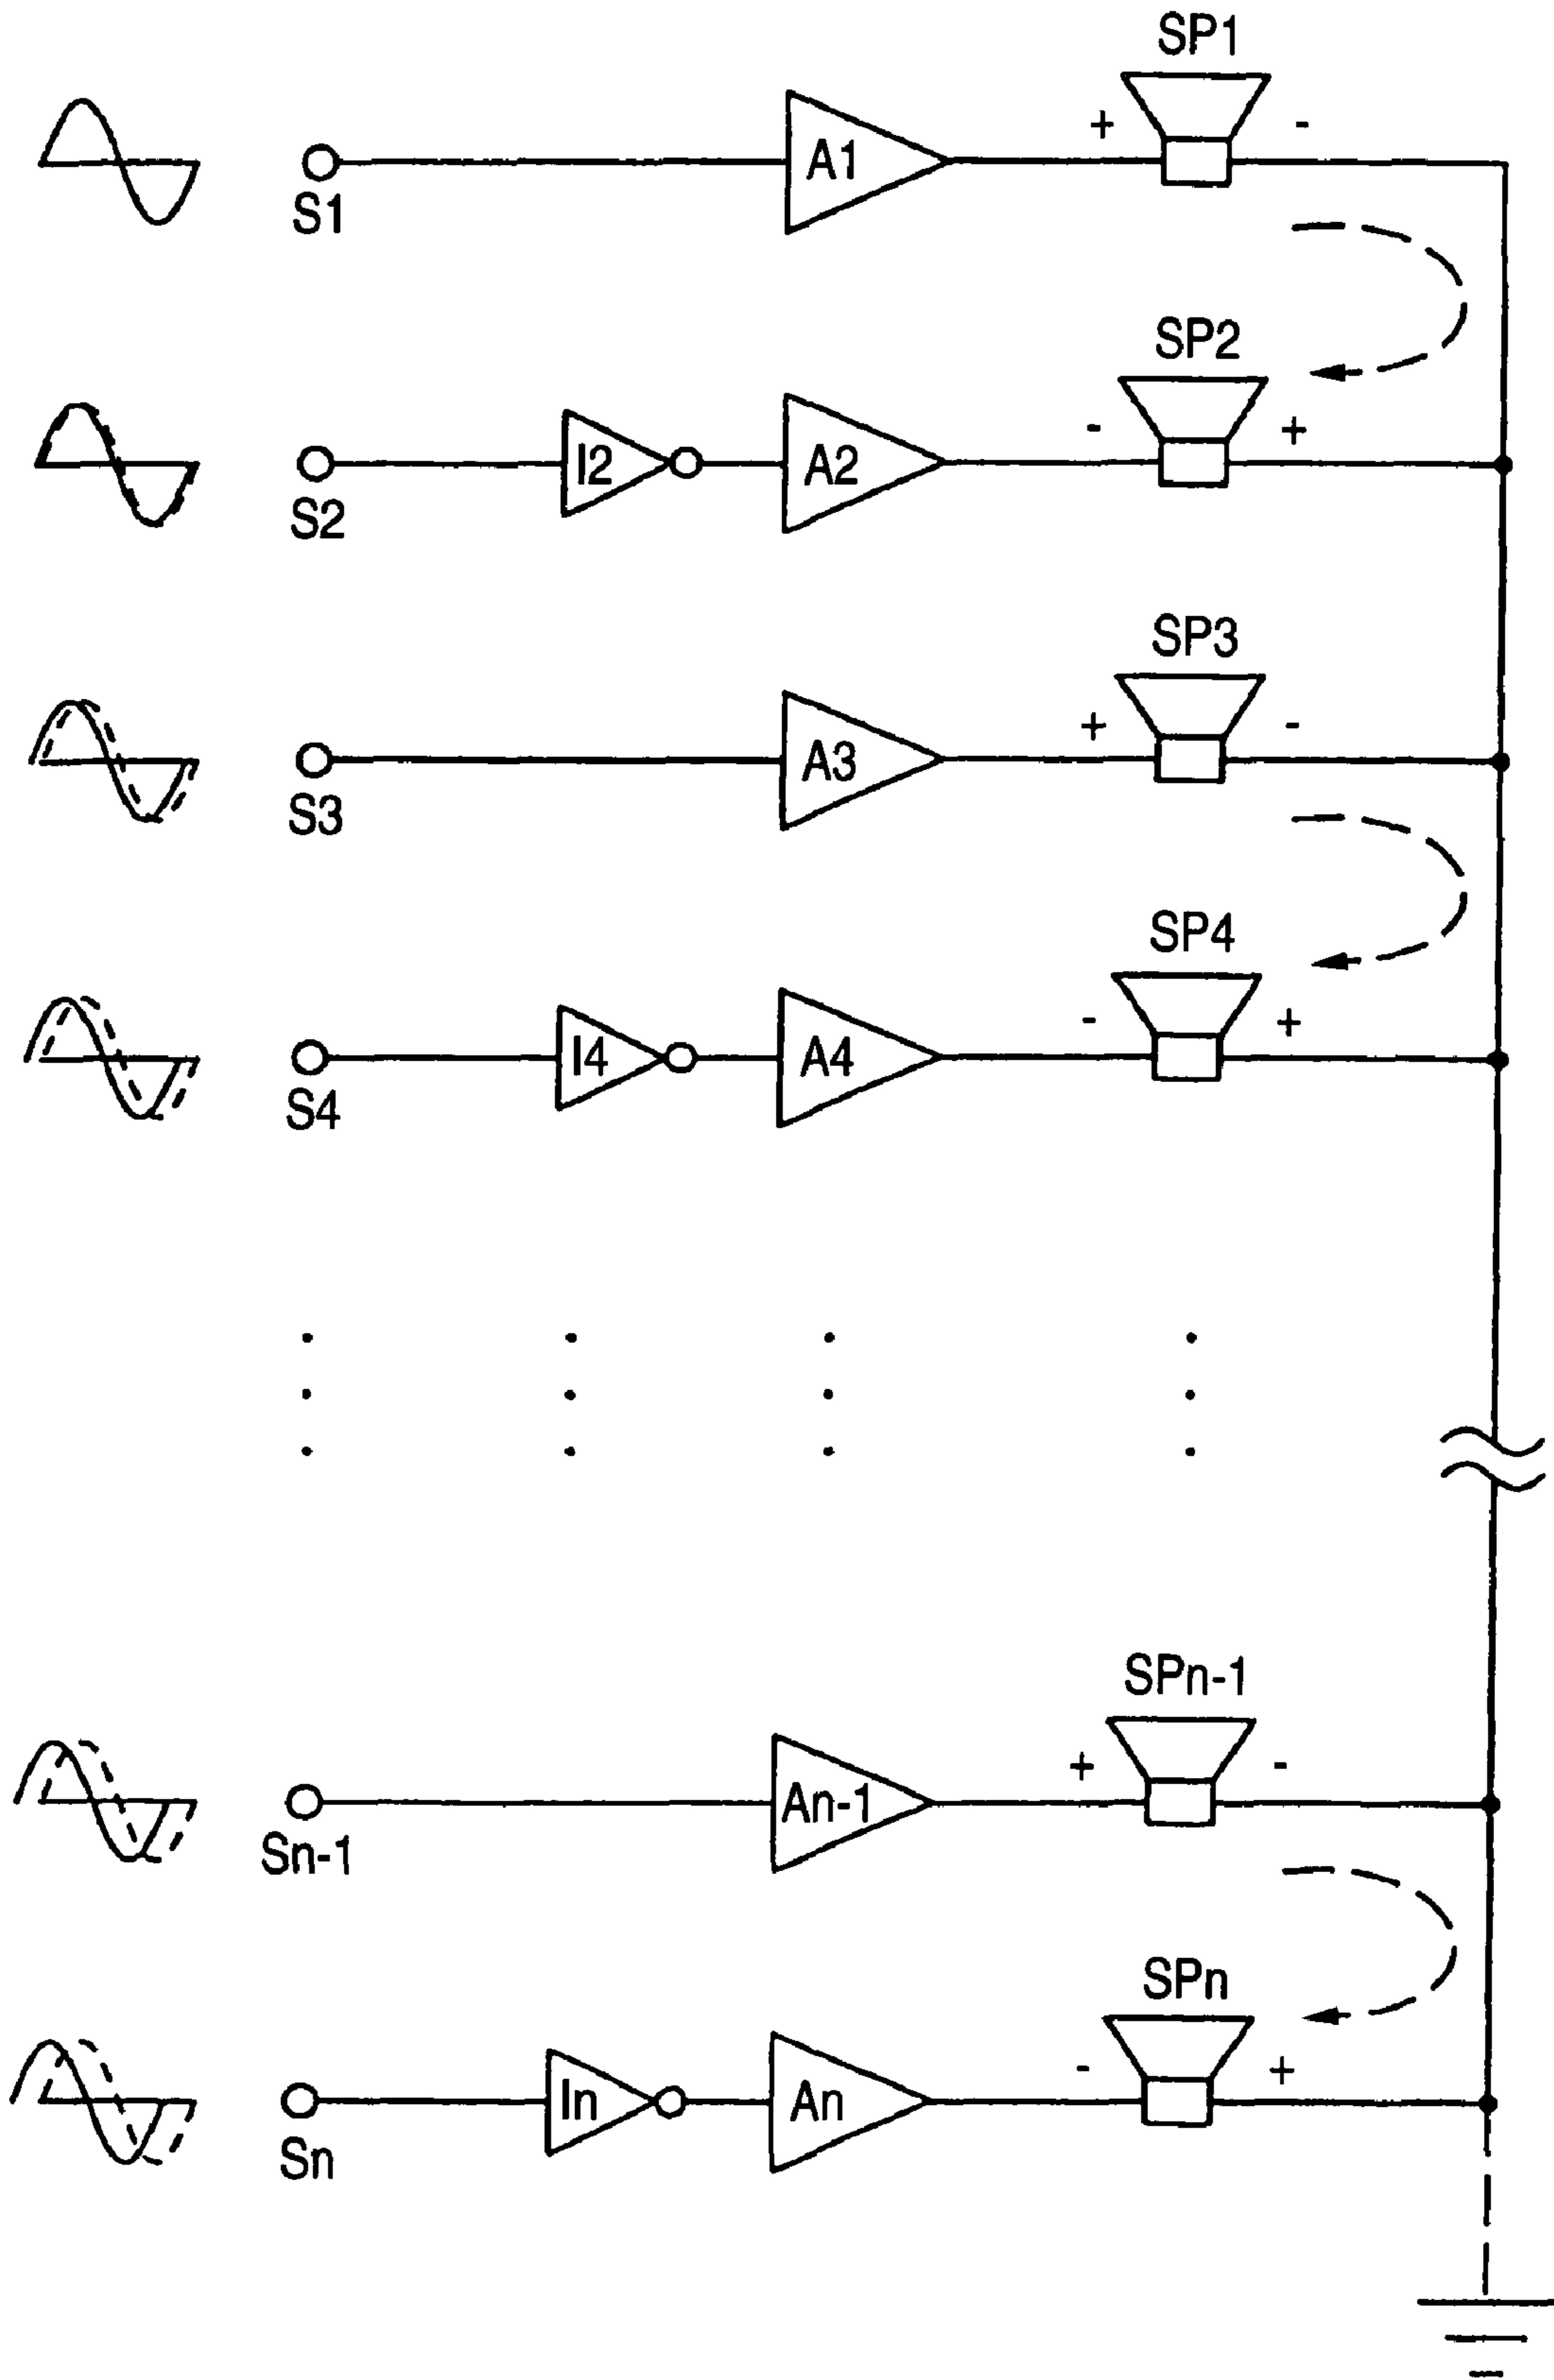 SP1
+ -
A1
S1
SP2
- +
I2 A2
S2
SP3
+ -
A3
S3
SP4
- +
I4 A4
S4
SPn-1
+ -
An-1
Sn-1
SPn
- +
In An
Sn